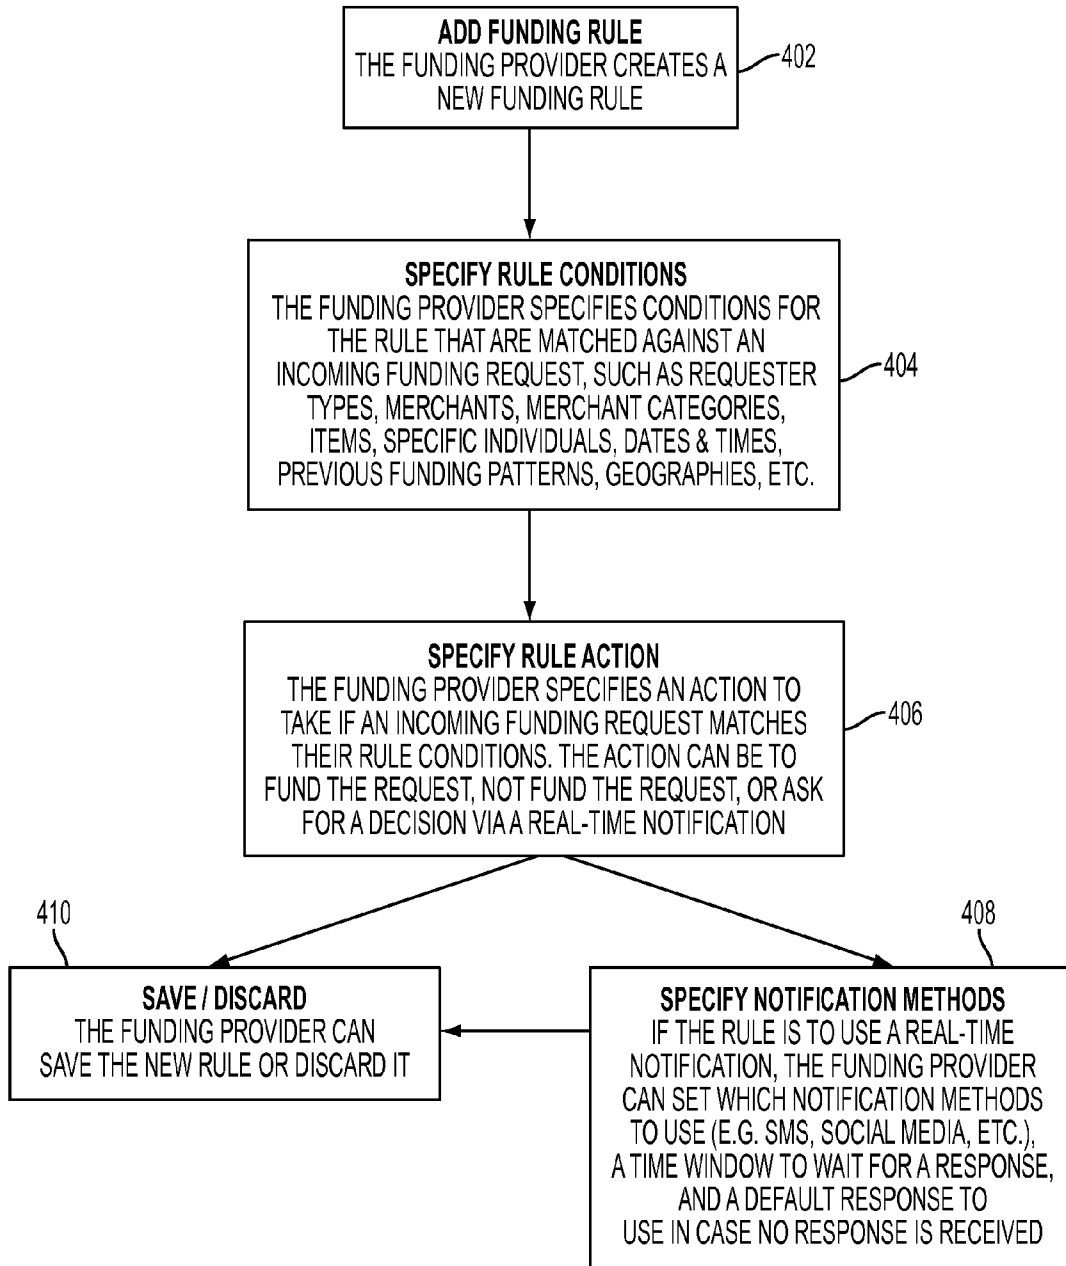 ADD FUNDING RULE
THE FUNDING PROVIDER CREATES A
NEW FUNDING RULE
402
SPECIFY RULE CONDITIONS
THE FUNDING PROVIDER SPECIFIES CONDITIONS FOR
THE RULE THAT ARE MATCHED AGAINST AN
INCOMING FUNDING REQUEST, SUCH AS REQUESTER
TYPES, MERCHANTS, MERCHANT CATEGORIES,
ITEMS, SPECIFIC INDIVIDUALS, DATES & TIMES,
PREVIOUS FUNDING PATTERNS, GEOGRAPHIES, ETC.
404
SPECIFY RULE ACTION
THE FUNDING PROVIDER SPECIFIES AN ACTION TO
TAKE IF AN INCOMING FUNDING REQUEST MATCHES
THEIR RULE CONDITIONS. THE ACTION CAN BE TO
FUND THE REQUEST, NOT FUND THE REQUEST, OR ASK
FOR A DECISION VIA A REAL-TIME NOTIFICATION
406
410
SAVE / DISCARD
THE FUNDING PROVIDER CAN
SAVE THE NEW RULE OR DISCARD IT
408
SPECIFY NOTIFICATION METHODS
IF THE RULE IS TO USE A REAL-TIME
NOTIFICATION, THE FUNDING PROVIDER
CAN SET WHICH NOTIFICATION METHODS
TO USE (E.G. SMS, SOCIAL MEDIA, ETC.),
A TIME WINDOW TO WAIT FOR A RESPONSE,
AND A DEFAULT RESPONSE TO
USE IN CASE NO RESPONSE IS RECEIVED